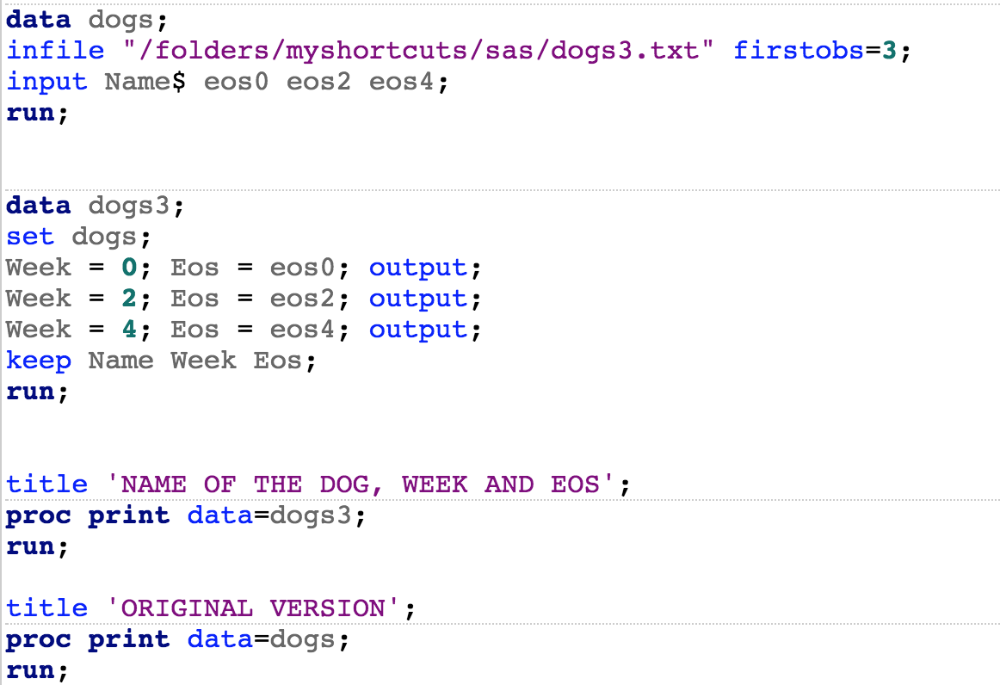 data dogs;
infile "/folders/myshortcuts/sas/dogs3.txt" firstobs=3;
input Name$ eos0 eos2 eos4;
run;
data dogs3;
set dogs;
Week = 0; Eos = eos0; output;
Week = 2; Eos = eos2; output;
Week = 4; Eos = eos4; output;
keep Name Week Eos;
run;
title 'NAME OF THE DOG, WEEK AND EOS';
proc print data=dogs3;
run;
title 'ORIGINAL VERSION';
proc print data=dogs;
run;